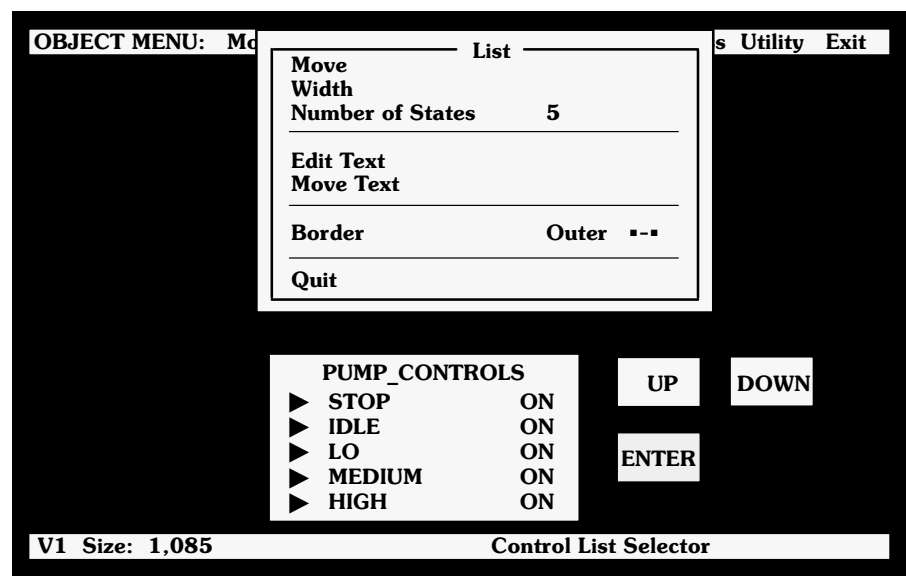 OBJECT MENU: Mo s Utility Exit
List
Move
Width
Number of States 5
Edit Text
Move Text
Border Outer ▪-▪
Quit
PUMP_CONTROLS
▶ STOP ON
▶ IDLE ON
▶ LO ON
▶ MEDIUM ON
▶ HIGH ON
UP
DOWN
ENTER
V1 Size: 1,085 Control List Selector